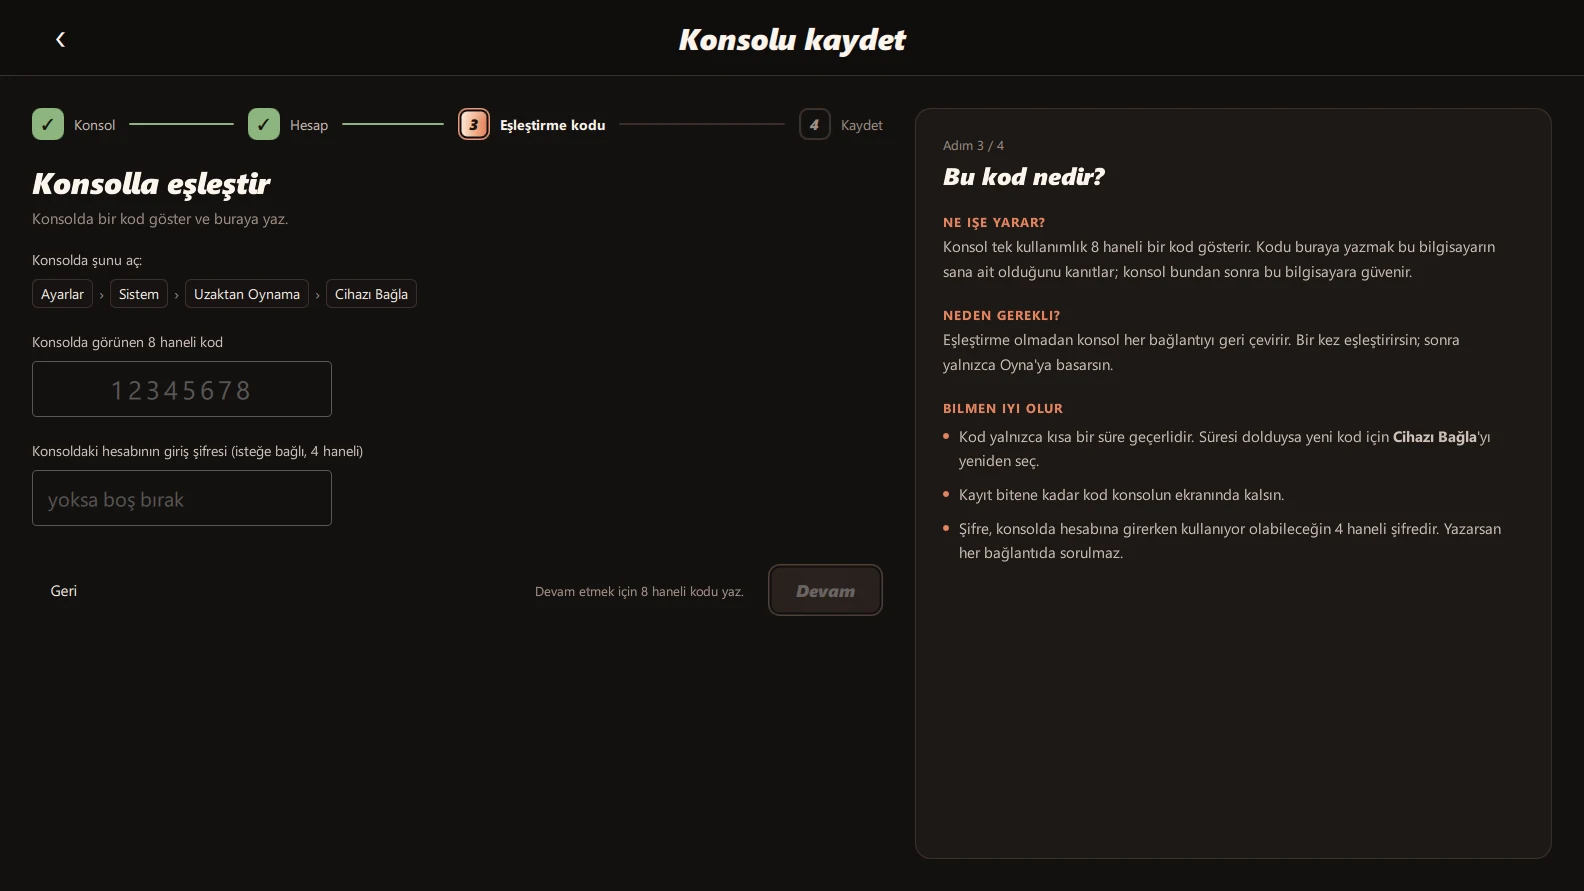 Konsolu kaydet
✓ Konsol ✓ Hesap 3 Eşleştirme kodu 4 Kaydet
Konsolla eşleştir
Konsolda bir kod göster ve buraya yaz.
Konsolda şunu aç:
Ayarlar › Sistem › Uzaktan Oynama › Cihazı Bağla
Konsolda görünen 8 haneli kod
12345678
Konsoldaki hesabının giriş şifresi (isteğe bağlı, 4 haneli)
yoksa boş bırak
Geri
Devam etmek için 8 haneli kodu yaz.
Devam
Adım 3 / 4
Bu kod nedir?
NE IŞE YARAR?
Konsol tek kullanımlık 8 haneli bir kod gösterir. Kodu buraya yazmak bu bilgisayarın
sana ait olduğunu kanıtlar; konsol bundan sonra bu bilgisayara güvenir.
NEDEN GEREKLI?
Eşleştirme olmadan konsol her bağlantıyı geri çevirir. Bir kez eşleştirirsin; sonra
yalnızca Oyna'ya basarsın.
BILMEN IYI OLUR
• Kod yalnızca kısa bir süre geçerlidir. Süresi dolduysa yeni kod için Cihazı Bağla'yı
yeniden seç.
• Kayıt bitene kadar kod konsolun ekranında kalsın.
• Şifre, konsolda hesabına girerken kullanıyor olabileceğin 4 haneli şifredir. Yazarsan
her bağlantıda sorulmaz.